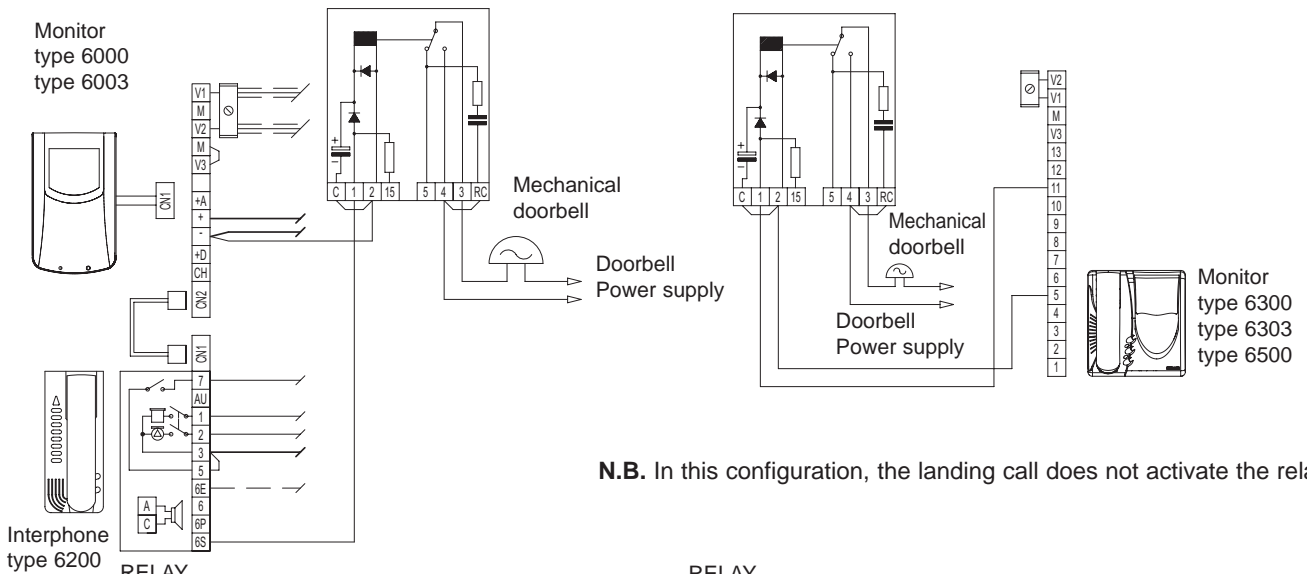 Monitor
type 6000
type 6003
V1
M
V2
M
V3
+A
+
-
+D
CH
CN2
CN1
CN1
7
AU
1
2
3
5
6E
6
6P
6S
A
C
Interphone
type 6200
RELAY
+
–
C 1 2 15 5 4 3 RC
Mechanical
doorbell
Doorbell
Power supply
+
–
C 1 2 15 5 4 3 RC
Mechanical
doorbell
Doorbell
Power supply
V2
V1
M
V3
13
12
11
10
9
8
7
6
5
4
3
2
1
Monitor
type 6300
type 6303
type 6500
N.B. In this configuration, the landing call does not activate the rela
RELAY